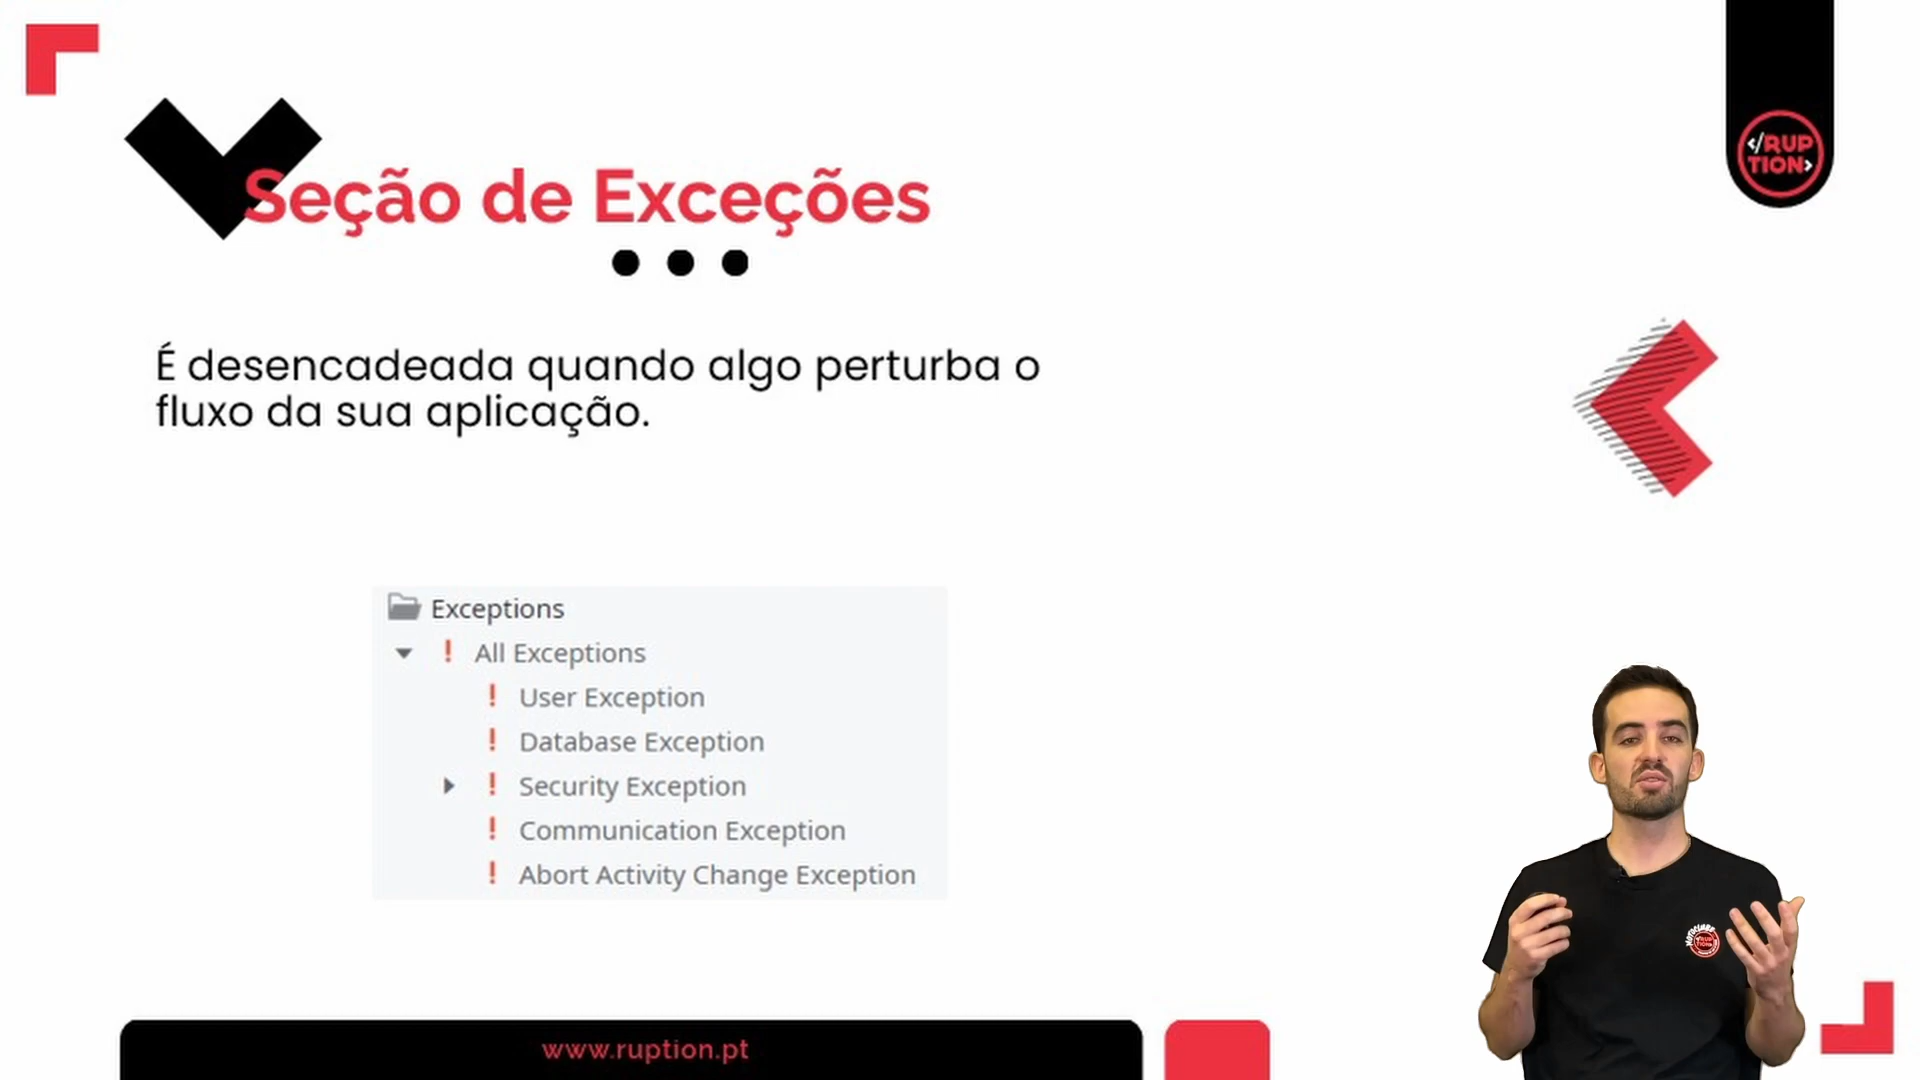 </RUP
TION>
Seção de Exceções
É desencadeada quando algo perturba o
fluxo da sua aplicação.
Exceptions
! All Exceptions
! User Exception
! Database Exception
! Security Exception
! Communication Exception
! Abort Activity Change Exception
www.ruption.pt